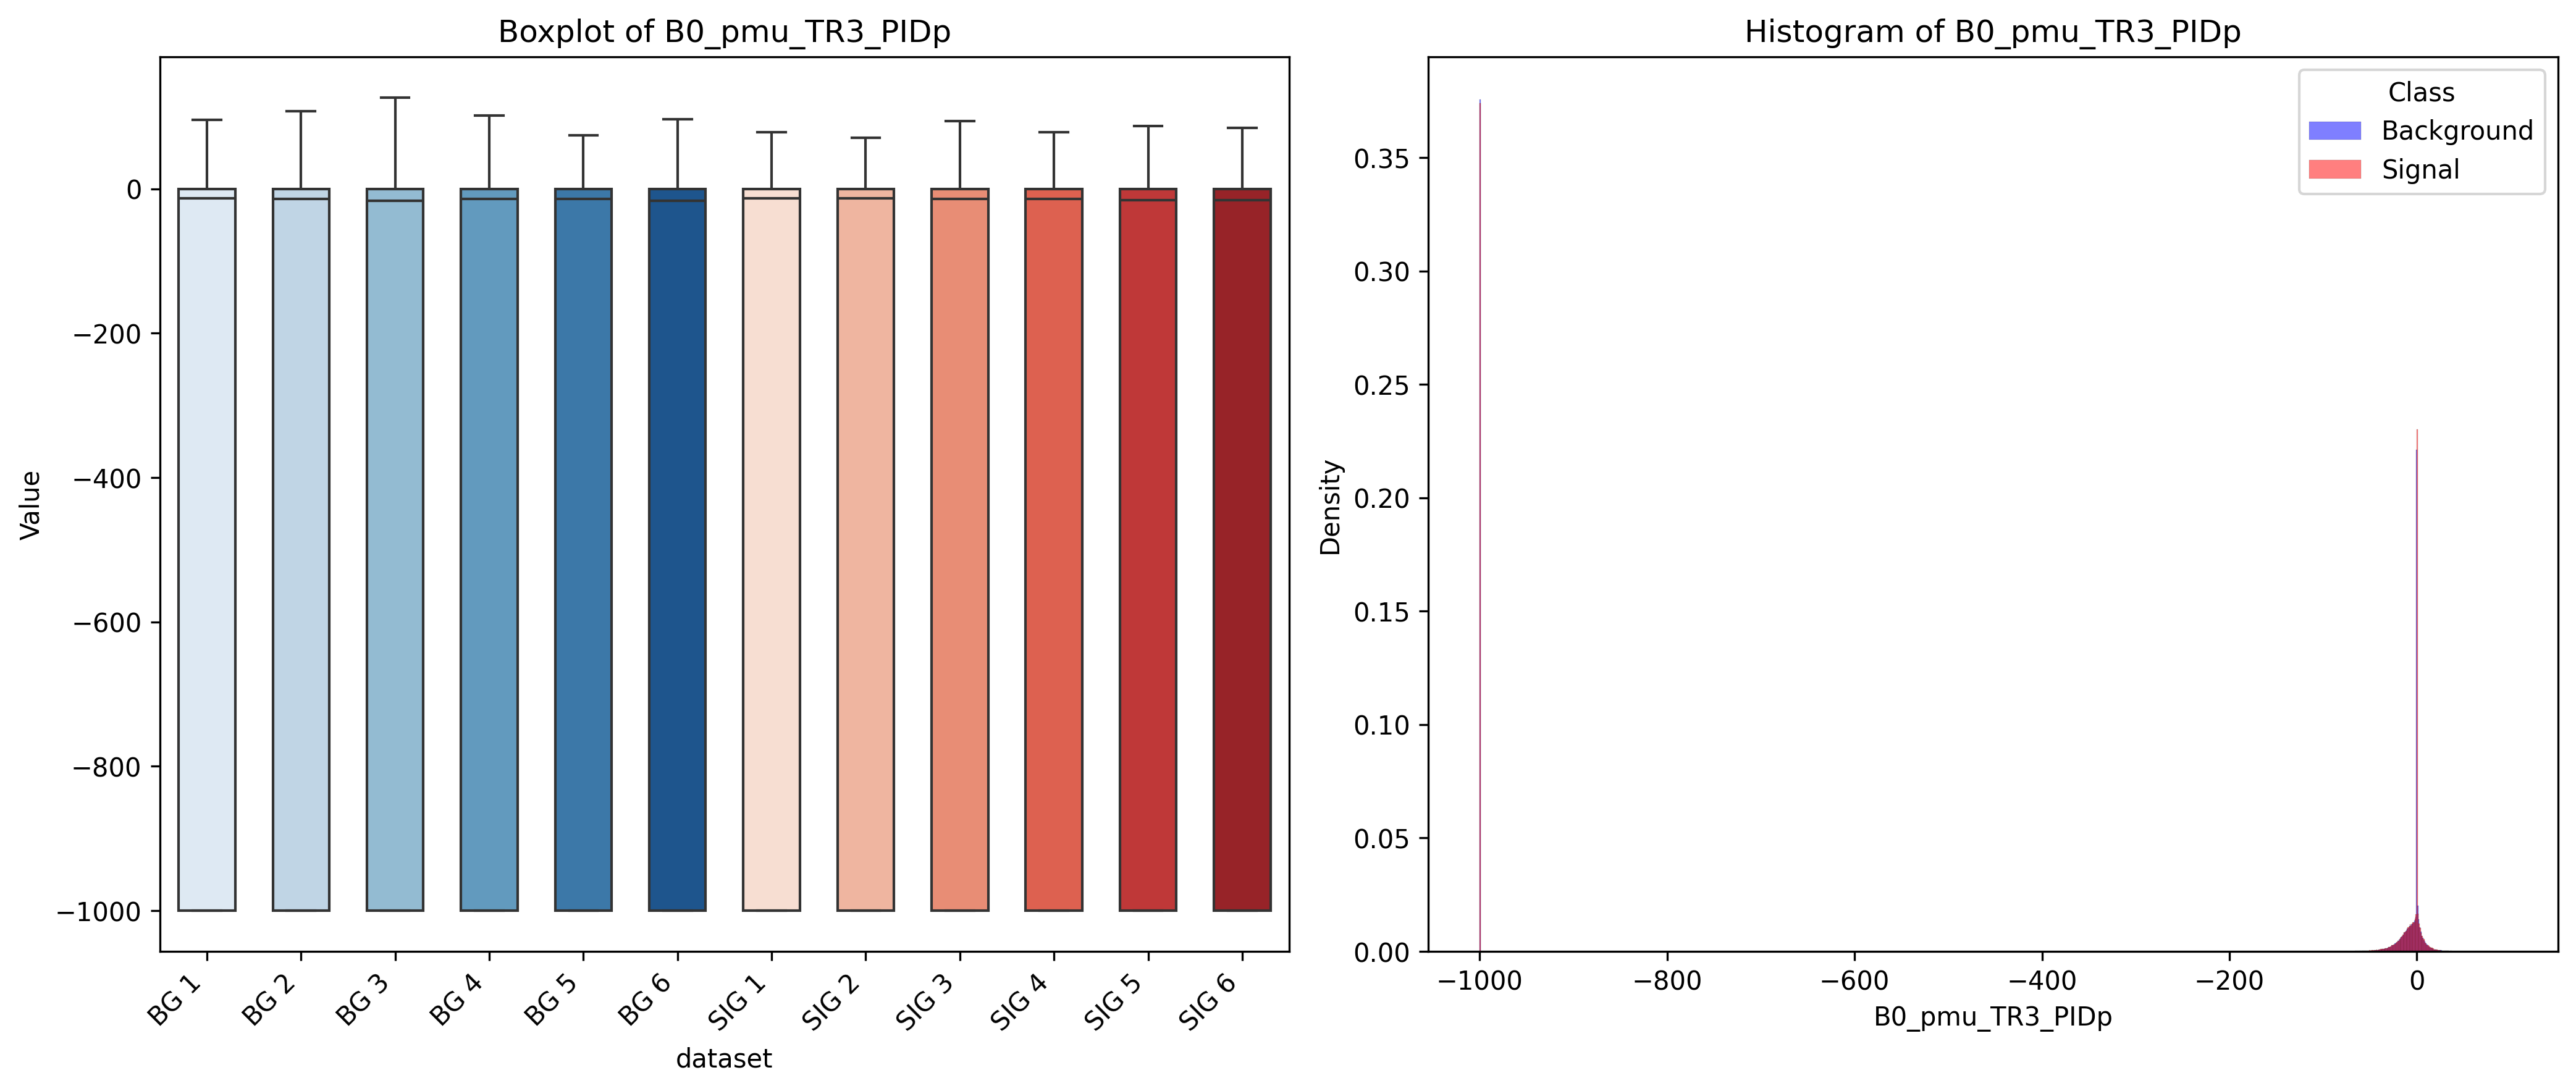 Boxplot of B0_pmu_TR3_PIDp
Value
0
−200
−400
−600
−800
−1000
BG 1
BG 2
BG 3
BG 4
BG 5
BG 6
SIG 1
SIG 2
SIG 3
SIG 4
SIG 5
SIG 6
dataset
Histogram of B0_pmu_TR3_PIDp
Class
Background
Signal
Density
0.35
0.30
0.25
0.20
0.15
0.10
0.05
0.00
−1000
−800
−600
−400
−200
0
B0_pmu_TR3_PIDp